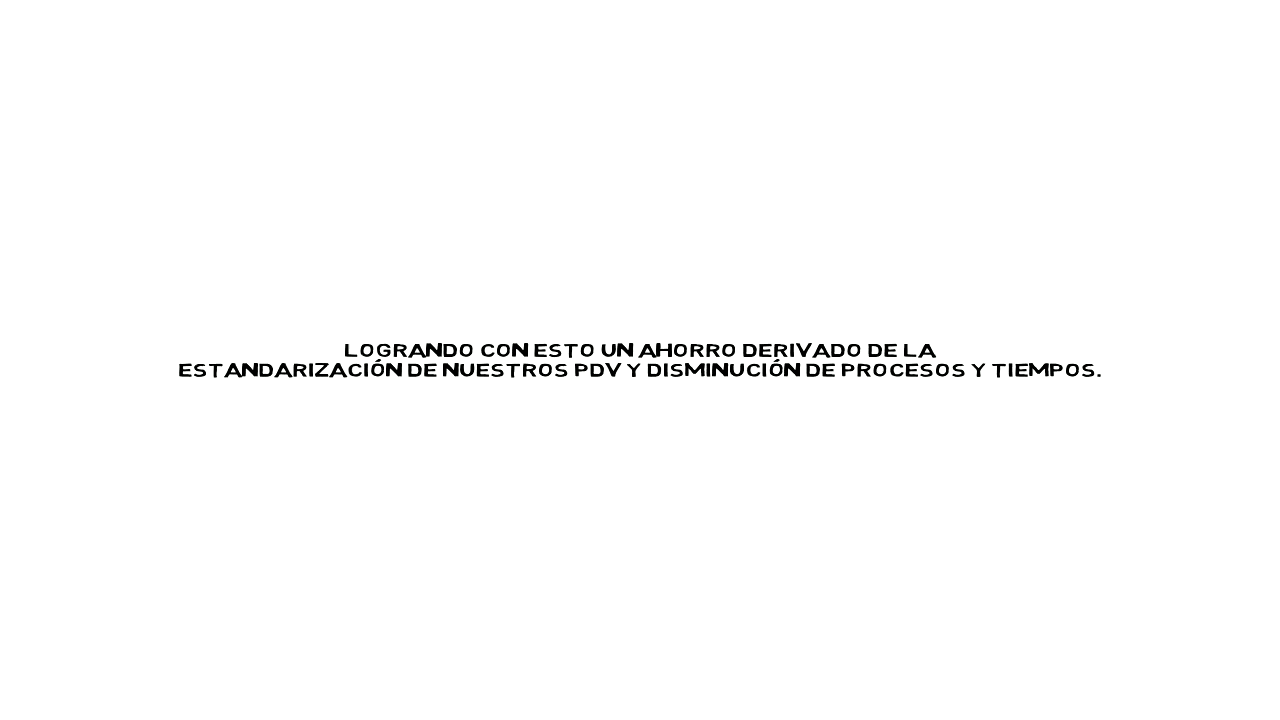 LOGRANDO CON ESTO UN AHORRO DERIVADO DE LA
ESTANDARIZACIÓN DE NUESTROS PDV Y DISMINUCIÓN DE PROCESOS Y TIEMPOS.